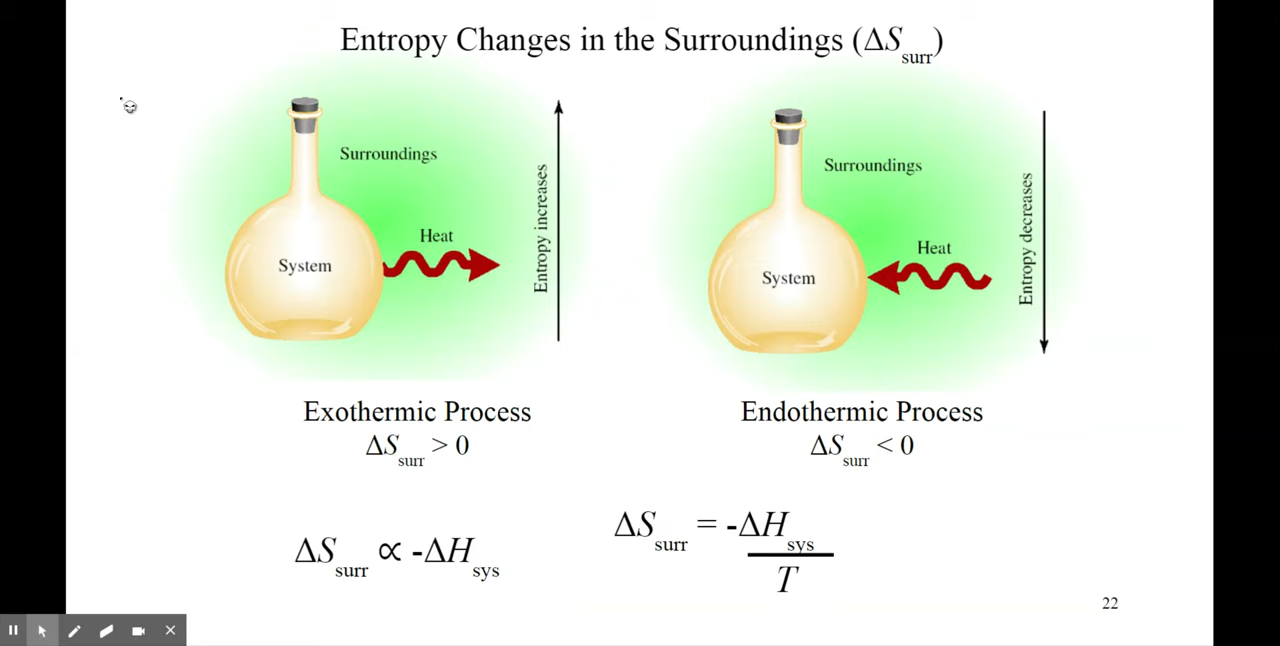 Entropy Changes in the Surroundings (ΔSsurr)
Surroundings
Heat
System
Entropy increases
Surroundings
Heat
System
Entropy decreases
Exothermic Process
ΔSsurr > 0
Endothermic Process
ΔSsurr < 0
ΔSsurr ∝ -ΔHsys
ΔSsurr = -ΔHsys
T
22